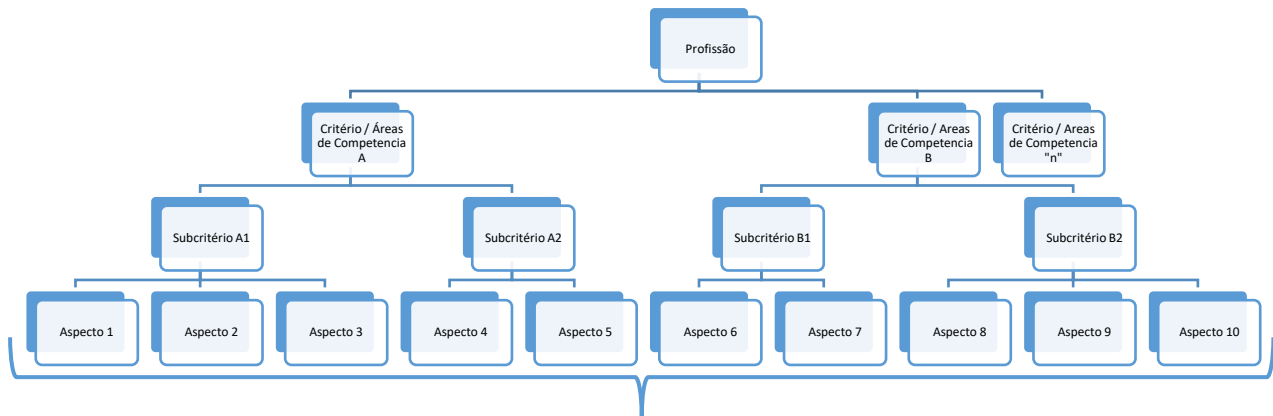 Profissão
Critério / Áreas
de Competencia
A
Critério / Areas
de Competencia
B
Critério / Areas
de Competencia
"n"
Subcritério A1
Subcritério A2
Subcritério B1
Subcritério B2
Aspecto 1
Aspecto 2
Aspecto 3
Aspecto 4
Aspecto 5
Aspecto 6
Aspecto 7
Aspecto 8
Aspecto 9
Aspecto 10